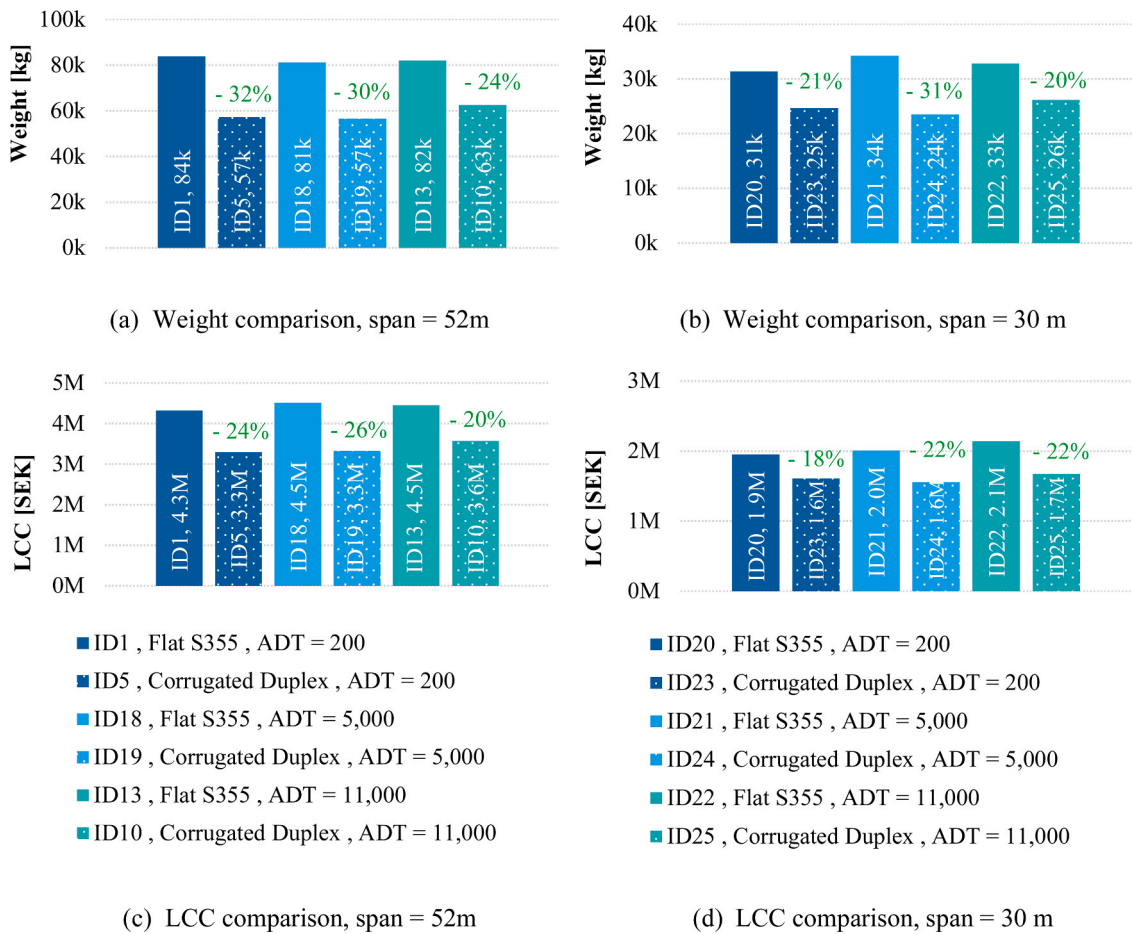 Weight [kg]
100k
80k
60k
40k
20k
0k
- 32%
- 30%
- 24%
ID1, 84k
ID5, 57k
ID18, 81k
ID19, 57k
ID13, 82k
ID10, 63k
(a) Weight comparison, span = 52m
Weight [kg]
40k
30k
20k
10k
0k
- 21%
- 31%
- 20%
ID20, 31k
ID23, 25k
ID21, 34k
ID24, 24k
ID22, 33k
ID25, 26k
(b) Weight comparison, span = 30 m
LCC [SEK]
5M
4M
3M
2M
1M
0M
- 24%
- 26%
- 20%
ID1, 4.3M
ID5, 3.3M
ID18, 4.5M
ID19, 3.3M
ID13, 4.5M
ID10, 3.6M
ID1 , Flat S355 , ADT = 200
ID5 , Corrugated Duplex , ADT = 200
ID18 , Flat S355 , ADT = 5,000
ID19 , Corrugated Duplex , ADT = 5,000
ID13 , Flat S355 , ADT = 11,000
ID10 , Corrugated Duplex , ADT = 11,000
(c) LCC comparison, span = 52m
LCC [SEK]
3M
2M
1M
0M
- 18%
- 22%
- 22%
ID20, 1.9M
ID23, 1.6M
ID21, 2.0M
ID24, 1.6M
ID22, 2.1M
ID25, 1.7M
ID20 , Flat S355 , ADT = 200
ID23 , Corrugated Duplex , ADT = 200
ID21 , Flat S355 , ADT = 5,000
ID24 , Corrugated Duplex , ADT = 5,000
ID22 , Flat S355 , ADT = 11,000
ID25 , Corrugated Duplex , ADT = 11,000
(d) LCC comparison, span = 30 m